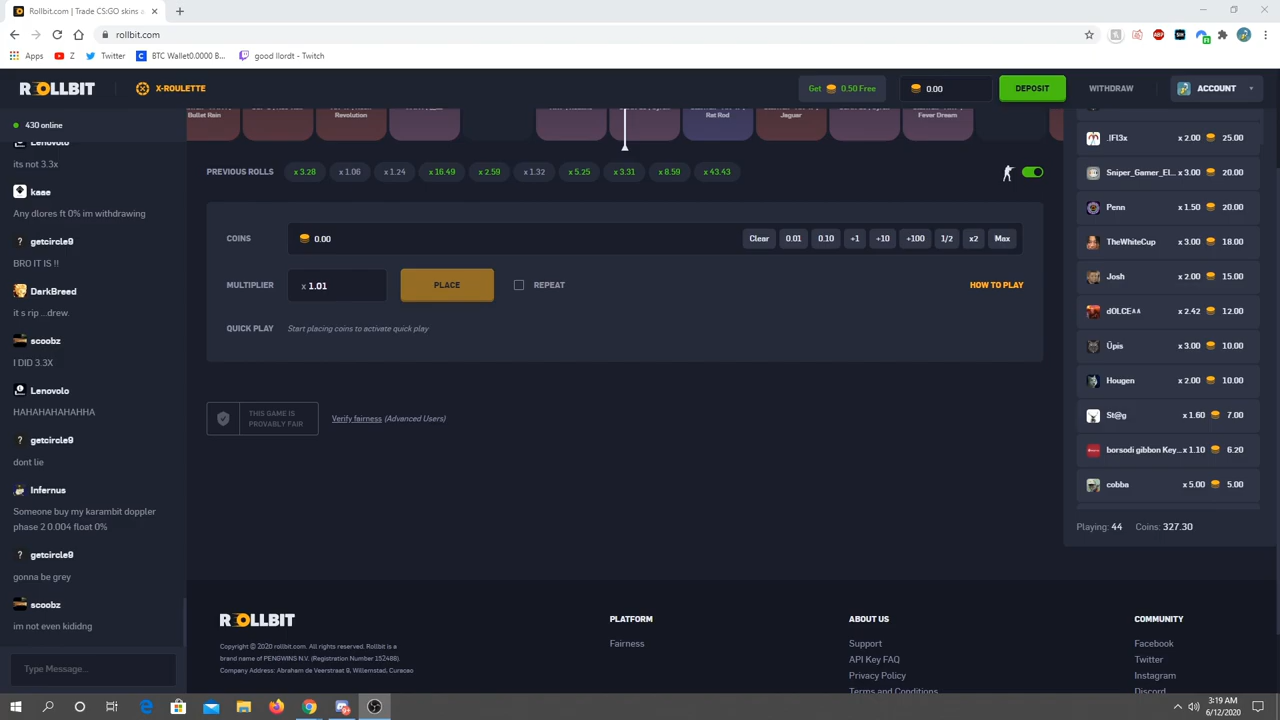 Rollbit.com | Trade CS:GO skins a
rollbit.com
Apps
Z
Twitter
BTC Wallet0.0000 B...
good llordt - Twitch
ROLLBIT
X-ROULETTE
Get 0.50 Free
0.00
DEPOSIT
WITHDRAW
ACCOUNT
430 online
Lenovolo
its not 3.3x
kase
Any dlores ft 0% im withdrawing
getcircle9
BRO IT IS !!
DarkBreed
it s rip ...drew.
scoobz
I DID 3.3X
Lenovolo
HAHAHAHAHAHHA
getcircle9
dont lie
Infernus
Someone buy my karambit doppler
phase 2 0.004 float 0%
getcircle9
gonna be grey
scoobz
im not even kididng
Type Message...
Bullet Rain
Revolution
Rat Rod
Jaguar
Fever Dream
PREVIOUS ROLLS
x 3.28
x 1.06
x 1.24
x 16.49
x 2.59
x 1.32
x 5.25
x 3.31
x 8.59
x 43.43
COINS
0.00
Clear
0.01
0.10
+1
+10
+100
1/2
x2
Max
MULTIPLIER
x 1.01
PLACE
REPEAT
HOW TO PLAY
QUICK PLAY
Start placing coins to activate quick play
THIS GAME IS
PROVABLY FAIR
Verify fairness (Advanced Users)
.lFl3x x 2.00 25.00
Sniper_Gamer_El... x 3.00 20.00
Penn x 1.50 20.00
TheWhiteCup x 3.00 18.00
Josh x 2.00 15.00
dOLCE^^ x 2.42 12.00
Üpis x 3.00 10.00
Hougen x 2.00 10.00
St@g x 1.60 7.00
borsodi gibbon Key... x 1.10 6.20
cobba x 5.00 5.00
Playing: 44 Coins: 327.30
ROLLBIT
Copyright © 2020 rollbit.com. All rights reserved. Rollbit is a
brand name of PENGWINS N.V. (Registration Number 152488).
Company Address: Abraham de Veerstraat 8, Willemstad, Curacao
PLATFORM
Fairness
ABOUT US
Support
API Key FAQ
Privacy Policy
Terms and Conditions
COMMUNITY
Facebook
Twitter
Instagram
Discord
3:19 AM
6/12/2020